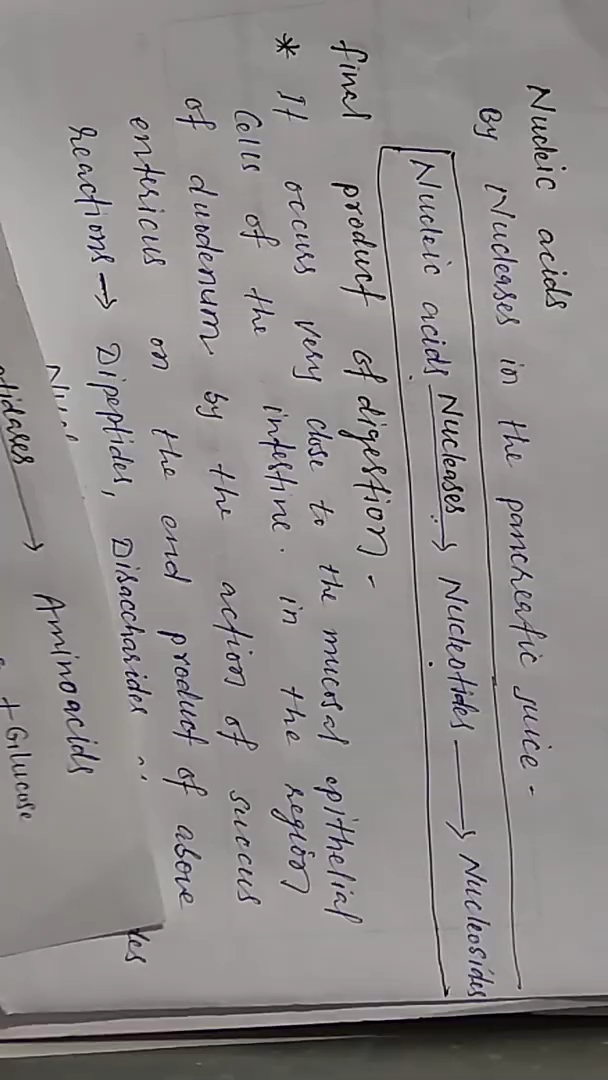 Nucleic acids
By Nucleases in the pancreatic juice -
Nucleic acids Nucleases → Nucleotides → Nucleosides
final product of digestion -
* It occurs very close to the mucosal epithelial
Cells of the intestine. in the region
of duodenum by the action of succus
entericus on the end product of above
reactions → Dipeptides, Disaccharides
→ Aminoacids
+ Glucose